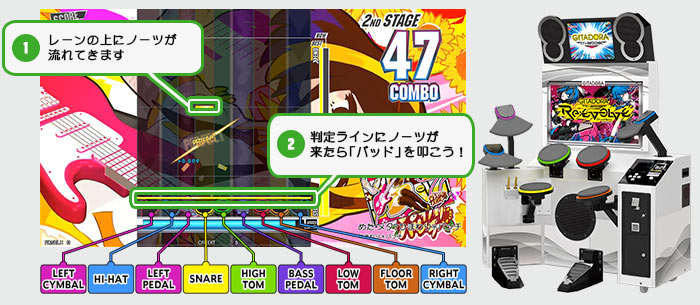 SCORE
1
レーンの上にノーツが
流れてきます
2ND STAGE
47
COMBO
2
判定ラインにノーツが
来たら「パッド」を叩こう！
LEFT
CYMBAL
HI-HAT
LEFT
PEDAL
SNARE
HIGH
TOM
BASS
PEDAL
LOW
TOM
FLOOR
TOM
RIGHT
CYMBAL
GITADORA
GITADORA
Re:EVOLVE